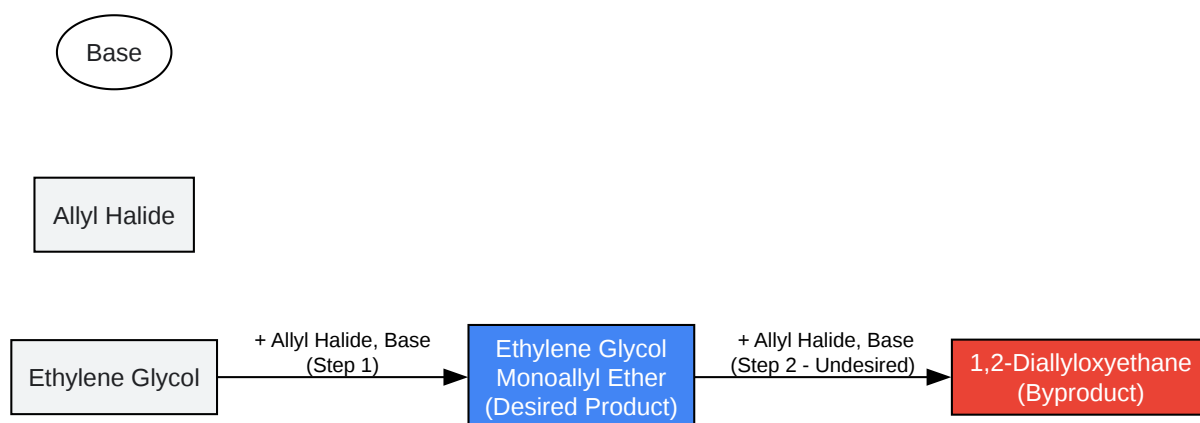 Base
Allyl Halide
Ethylene Glycol
+ Allyl Halide, Base
(Step 1)
Ethylene Glycol
Monoallyl Ether
(Desired Product)
+ Allyl Halide, Base
(Step 2 - Undesired)
1,2-Diallyloxyethane
(Byproduct)